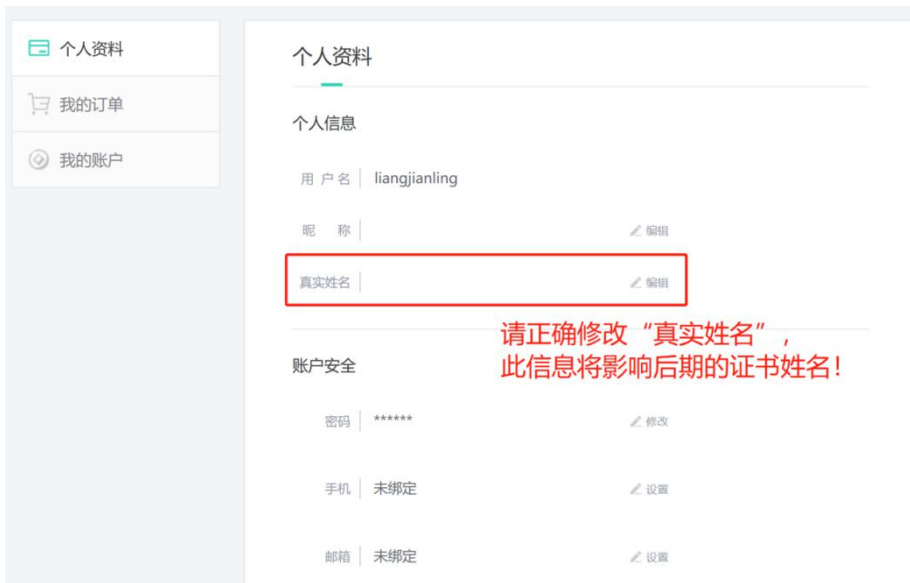 个人资料
我的订单
我的账户
个人资料
个人信息
用 户 名 liangjianling
昵 称 编辑
真实姓名 编辑
请正确修改“真实姓名”，
此信息将影响后期的证书姓名！
账户安全
密码 ****** 修改
手机 未绑定 设置
邮箱 未绑定 设置